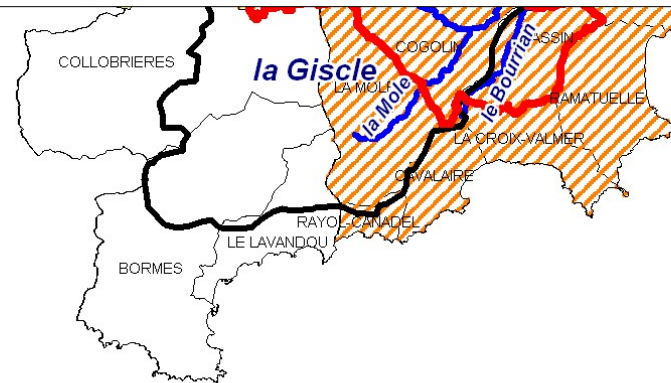 COGOLIN
ASSIN
COLLOBRIERES
la Giscle
LA MOLE
la Mole
le Bourrian
RAMATUELLE
LA CROIX-VALMER
CAVALAIRE
RAYOL-CANADEL
LE LAVANDOU
BORMES